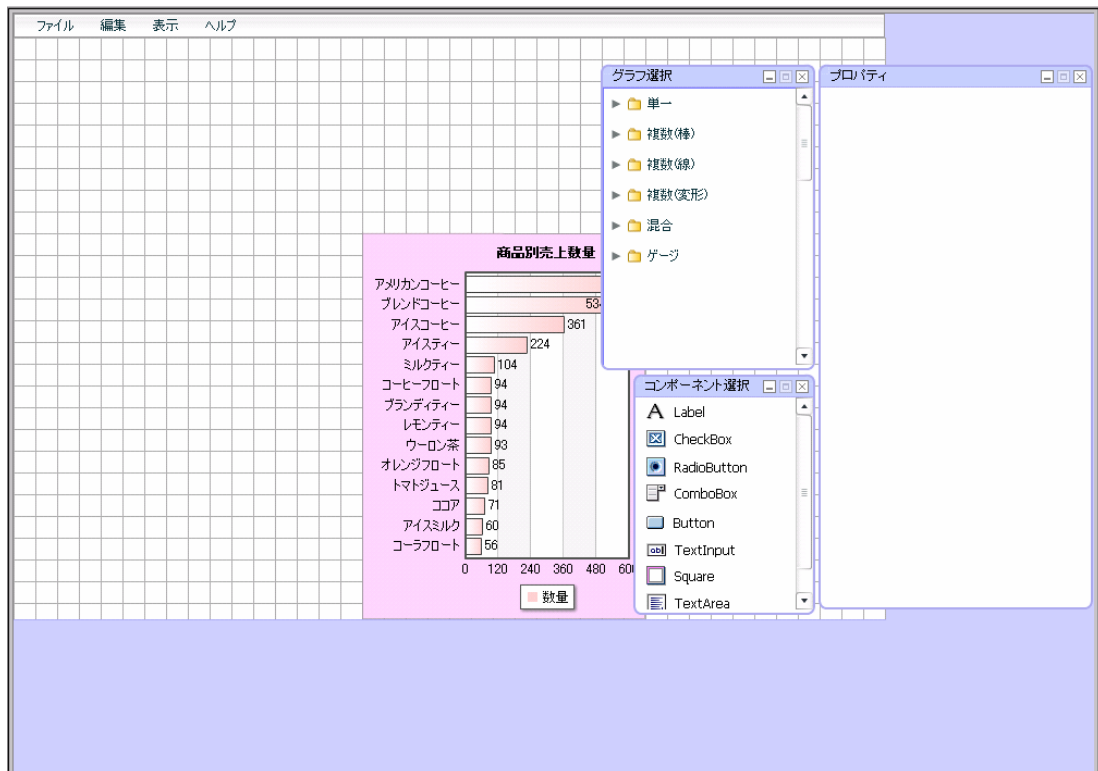 ファイル 編集 表示 ヘルプ
グラフ選択
単一
複数(棒)
複数(線)
複数(変形)
混合
ゲージ
プロパティ
商品別売上数量
アメリカンコーヒー
ブレンドコーヒー 534
アイスコーヒー 361
アイスティー 224
ミルクティー 104
コーヒーフロート 94
ブランディティー 94
レモンティー 94
ウーロン茶 93
オレンジフロート 85
トマトジュース 81
ココア 71
アイスミルク 60
コーラフロート 56
0 120 240 360 480 600
数量
コンポーネント選択
Label
CheckBox
RadioButton
ComboBox
Button
TextInput
Square
TextArea